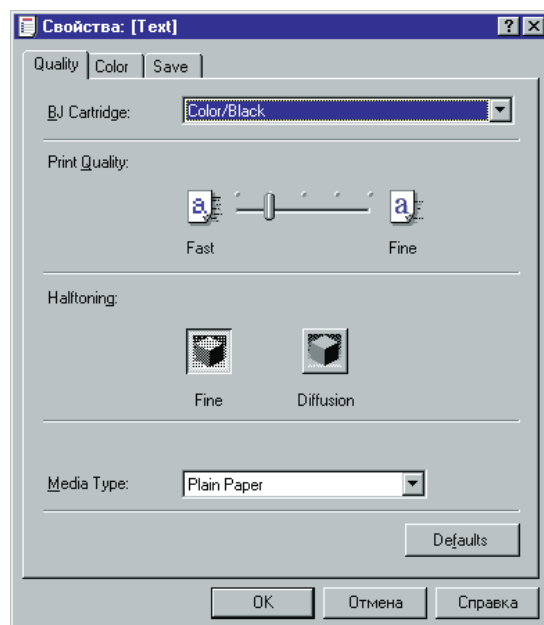 Свойства: [Text]
Quality Color Save
BJ Cartridge: Color/Black
Print Quality:
Fast Fine
Halftoning:
Fine Diffusion
Media Type: Plain Paper
Defaults
OK Отмена Справка